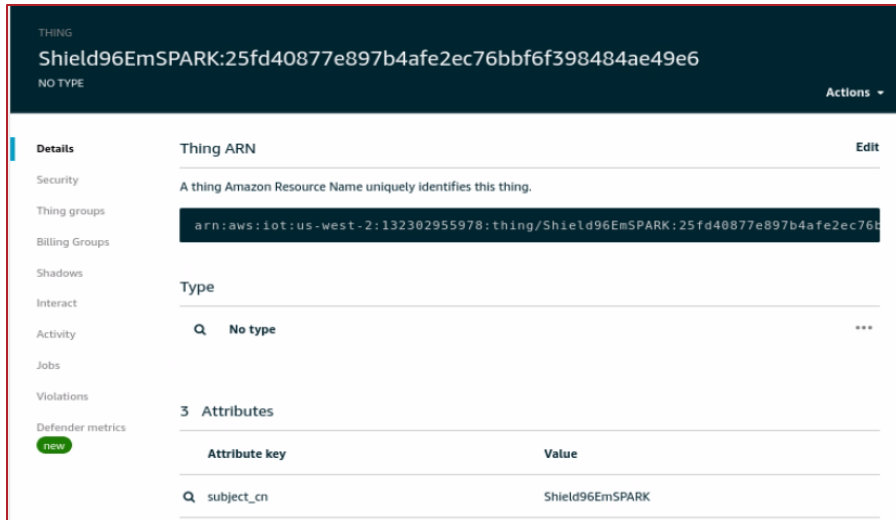 THING
Shield96EmSPARK:25fd40877e897b4afe2ec76bbf6f398484ae49e6
NO TYPE
Actions
Details
Security
Thing groups
Billing Groups
Shadows
Interact
Activity
Jobs
Violations
Defender metrics
new
Thing ARN Edit
A thing Amazon Resource Name uniquely identifies this thing.
arn:aws:iot:us-west-2:132302955978:thing/Shield96EmSPARK:25fd40877e897b4afe2ec76b
Type
No type ...
3 Attributes
Attribute key Value
subject_cn Shield96EmSPARK